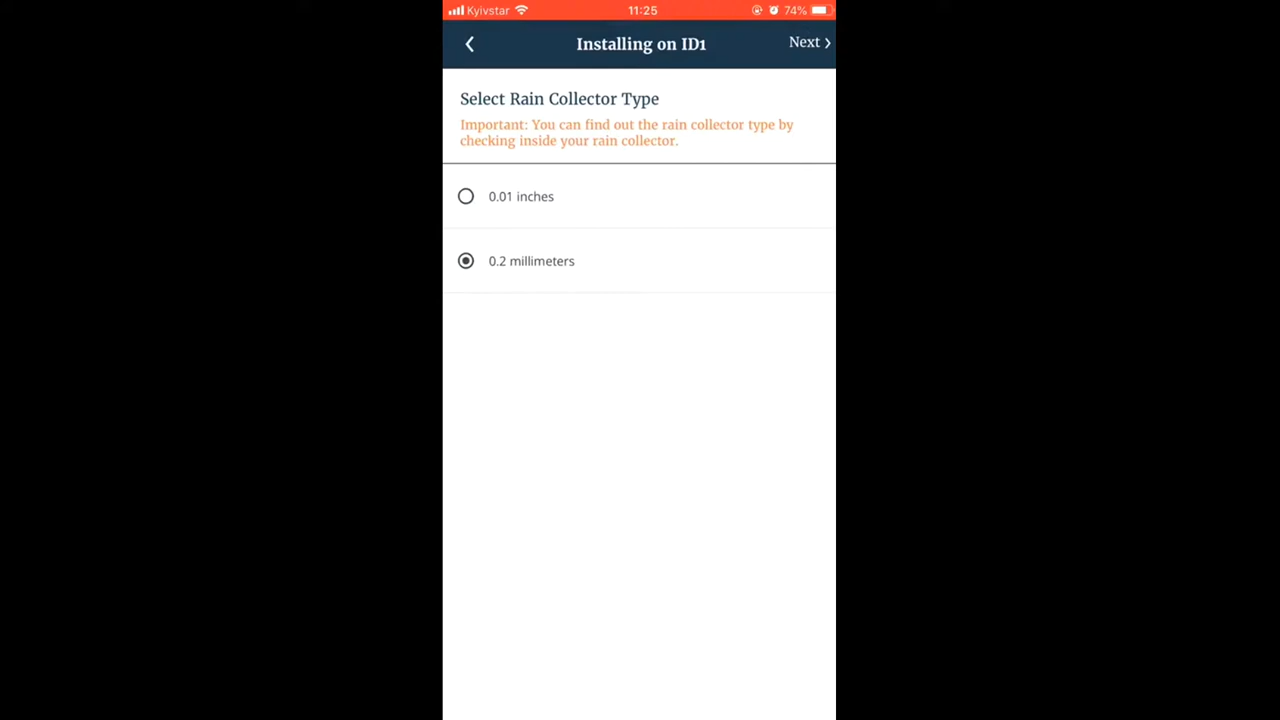 Kyivstar 11:25 74%
Installing on ID1 Next
Select Rain Collector Type
Important: You can find out the rain collector type by
checking inside your rain collector.
0.01 inches
0.2 millimeters